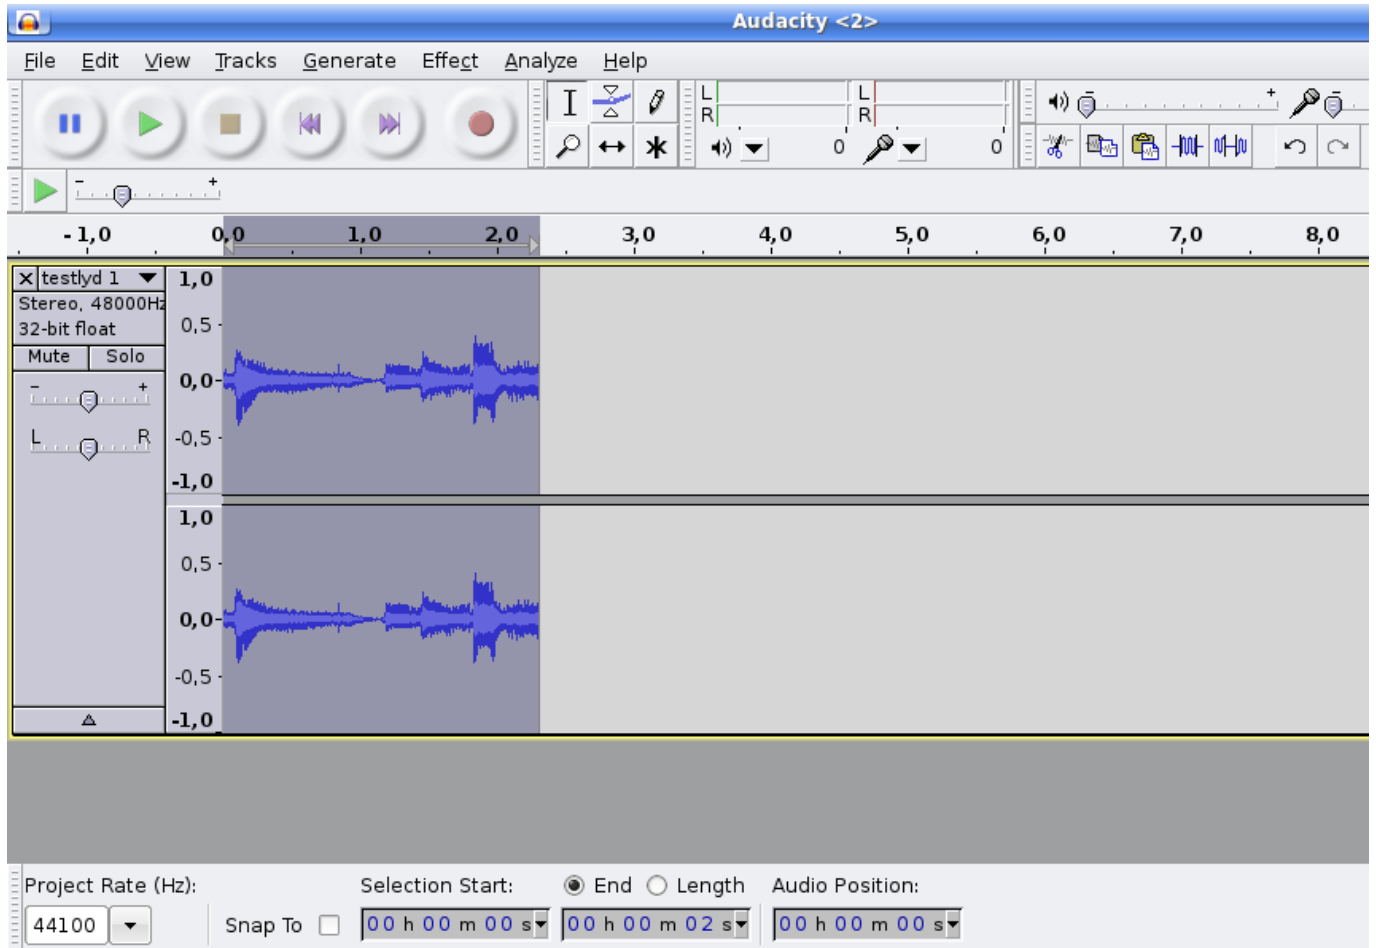 Audacity <2>
File Edit View Tracks Generate Effect Analyze Help
L L
R R
0 0
- + - +
-1,0 0,0 1,0 2,0 3,0 4,0 5,0 6,0 7,0 8,0
testlyd 1
Stereo, 48000Hz
32-bit float
Mute Solo
- +
L R
1,0
0,5
0,0
-0,5
-1,0
1,0
0,5
0,0
-0,5
-1,0
Project Rate (Hz): Selection Start: End Length Audio Position:
44100 Snap To 00 h 00 m 00 s 00 h 00 m 02 s 00 h 00 m 00 s